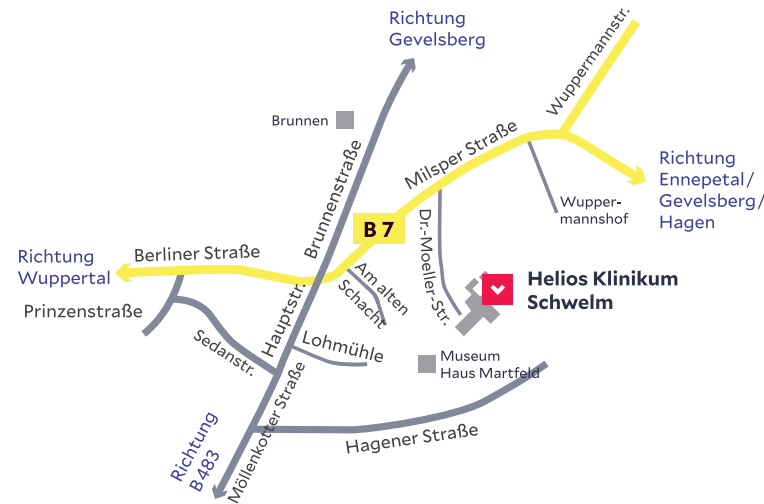 Richtung
Gevelsberg
Wuppermannstr.
Brunnen
Milsper Straße
Brunnenstraße
Richtung
Ennepetal/
Gevelsberg/
Hagen
Wupper-
mannshof
B 7
Dr.-Moeller-Str.
Berliner Straße
Richtung
Wuppertal
Am alten
Schacht
Helios Klinikum
Schwelm
Prinzenstraße
Hauptstr.
Sedanstr.
Lohmühle
Museum
Haus Martfeld
Möllenkotter Straße
Hagener Straße
Richtung
B 483